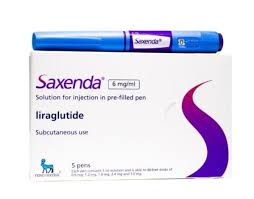 Saxenda®
6 mg/ml
Solution for injection in pre-filled pen
liraglutide
Subcutaneous use
5 pens